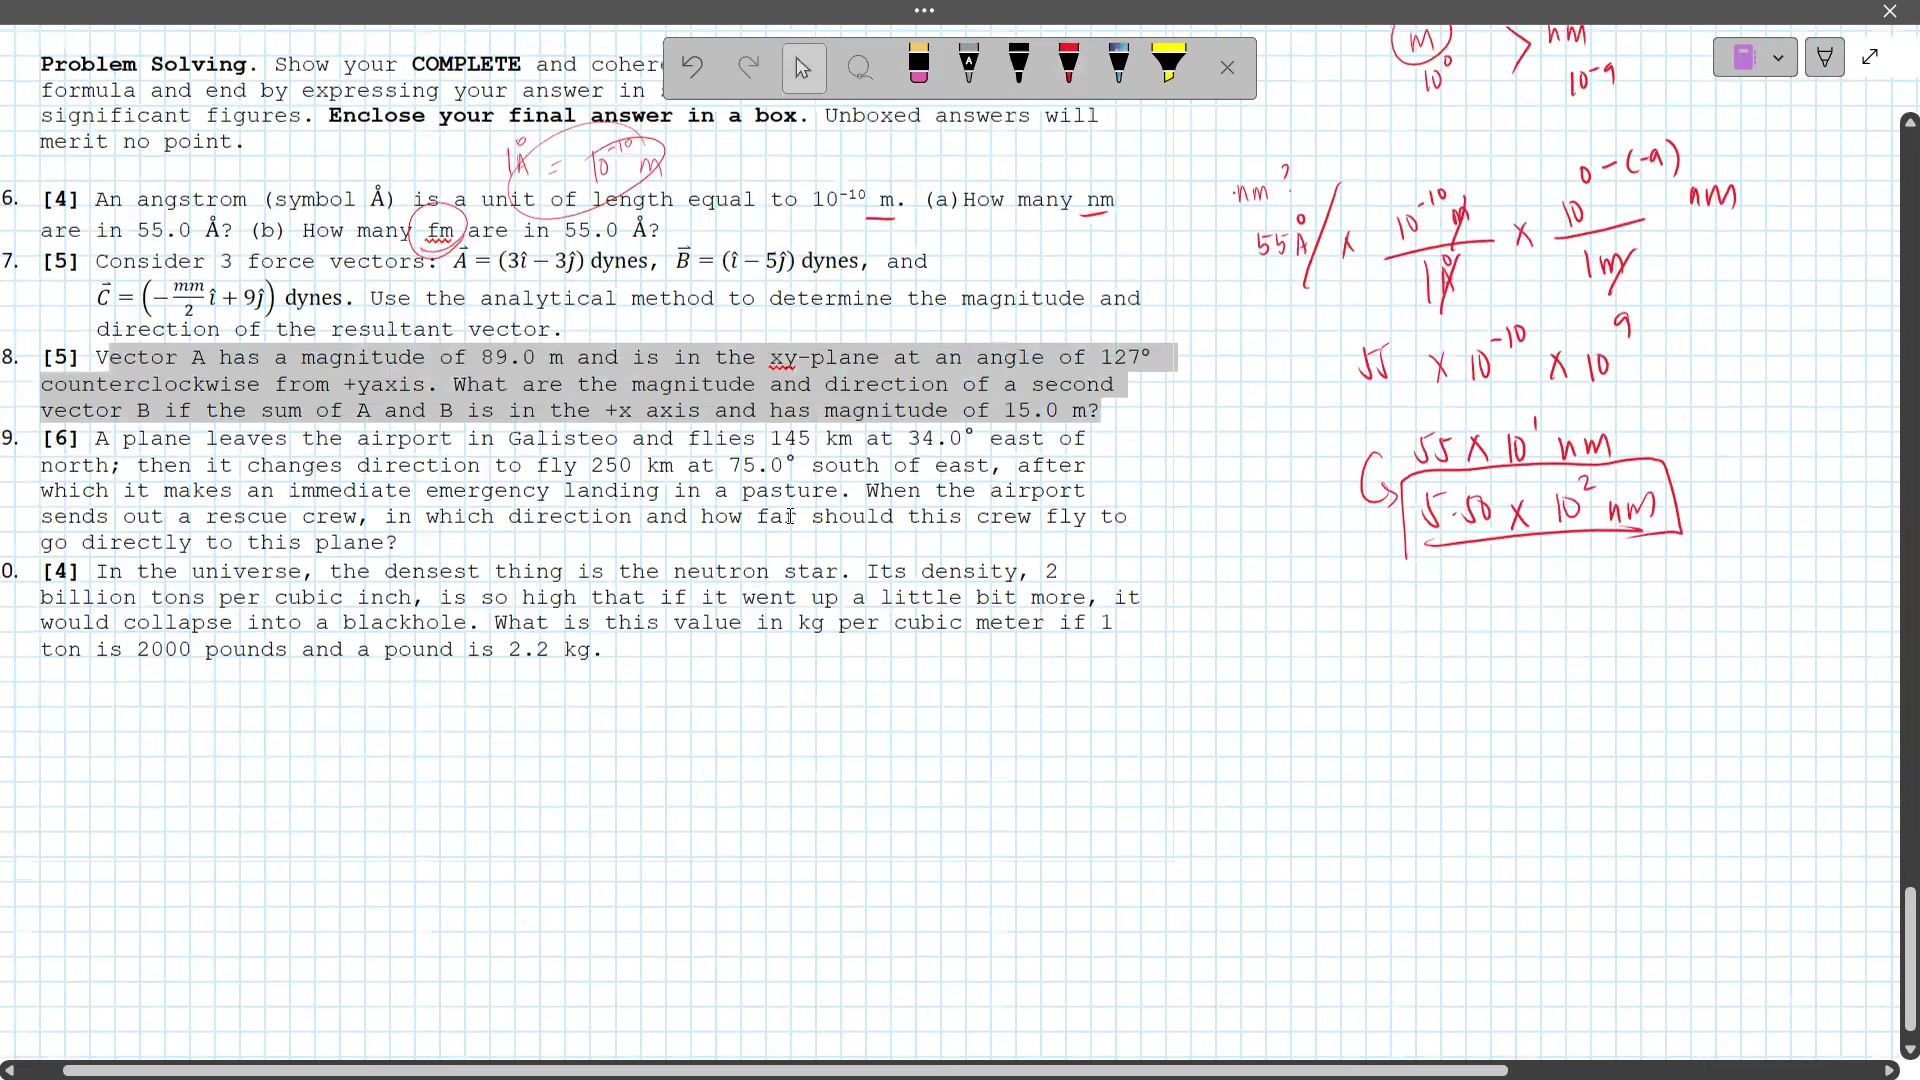 Problem Solving. Show your COMPLETE and cohere
formula and end by expressing your answer in
significant figures. Enclose your final answer in a box. Unboxed answers will
merit no point.
1Å = 10⁻¹⁰ m
6. [4] An angstrom (symbol Å) is a unit of length equal to 10⁻¹⁰ m. (a)How many nm
are in 55.0 Å? (b) How many fm are in 55.0 Å?
7. [5] Consider 3 force vectors: A⃗ = (3î − 3ĵ) dynes, B⃗ = (î − 5ĵ) dynes, and
C⃗ = (−mm/2 î + 9ĵ) dynes. Use the analytical method to determine the magnitude and
direction of the resultant vector.
8. [5] Vector A has a magnitude of 89.0 m and is in the xy-plane at an angle of 127°
counterclockwise from +yaxis. What are the magnitude and direction of a second
vector B if the sum of A and B is in the +x axis and has magnitude of 15.0 m?
9. [6] A plane leaves the airport in Galisteo and flies 145 km at 34.0° east of
north; then it changes direction to fly 250 km at 75.0° south of east, after
which it makes an immediate emergency landing in a pasture. When the airport
sends out a rescue crew, in which direction and how far should this crew fly to
go directly to this plane?
0. [4] In the universe, the densest thing is the neutron star. Its density, 2
billion tons per cubic inch, is so high that if it went up a little bit more, it
would collapse into a blackhole. What is this value in kg per cubic meter if 1
ton is 2000 pounds and a pound is 2.2 kg.
m > nm
10⁰ 10⁻⁹
nm ?
55Å × 10⁻¹⁰ m / 1Å × 10⁰⁻⁽⁻⁹⁾ nm / 1m
55 × 10⁻¹⁰ × 10⁹
55 × 10¹ nm
5.50 × 10² nm